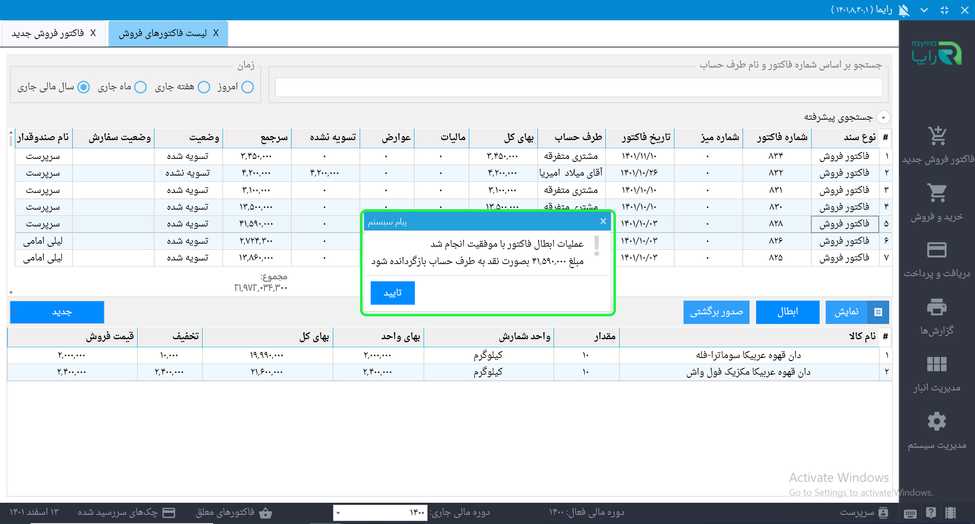 رایما ( ۱۴۰۱,۸,۳۰,۱ )
لیست فاکتورهای فروش X
فاکتور فروش جدید X
rayma
رایما
جستجو بر اساس شماره فاکتور و نام طرف حساب
زمان
امروز هفته جاری ماه جاری سال مالی جاری
جستجوی پیشرفته
# نوع سند شماره فاکتور شماره میز تاریخ فاکتور طرف حساب بهای کل مالیات عوارض تسویه نشده سرجمع وضعیت وضعیت سفارش نام صندوقدار
۱ فاکتور فروش ۸۳۴ ۰ ۱۴۰۱/۱۱/۱۰ مشتری متفرقه ۳,۴۵۰,۰۰۰ ۰ ۰ ۰ ۳,۴۵۰,۰۰۰ تسویه شده سرپرست
۲ فاکتور فروش ۸۳۲ ۰ ۱۴۰۱/۱۰/۲۶ آقای میلاد امیریا ۴,۲۰۰,۰۰۰ ۰ ۰ ۴,۲۰۰,۰۰۰ ۴,۲۰۰,۰۰۰ تسویه نشده سرپرست
۳ فاکتور فروش ۸۳۱ ۰ ۱۴۰۱/۱۰/۱۰ مشتری متفرقه ۳,۱۰۰,۰۰۰ ۰ ۰ ۰ ۳,۱۰۰,۰۰۰ تسویه شده سرپرست
۴ فاکتور فروش ۸۳۰ ۰ ۱۴۰۱/۱۰/۱۰ مشتری متفرقه ۱۳,۵۰۰,۰۰۰ ۰ ۰ ۰ ۱۳,۵۰۰,۰۰۰ تسویه شده سرپرست
۵ فاکتور فروش ۸۲۸ ۰ ۱۴۰۱/۱۰/۰۳ ۴۱,۵۹۰,۰۰۰ تسویه شده سرپرست
۶ فاکتور فروش ۸۲۶ ۰ ۱۴۰۱/۱۰/۰۳ ۲,۷۲۴,۳۰۰ تسویه شده لیلی امامی
۷ فاکتور فروش ۸۲۵ ۰ ۱۴۰۱/۱۰/۰۳ ۱۳,۸۶۰,۰۰۰ تسویه شده لیلی امامی
مجموع:
۲۱,۹۷۲,۰۳۴,۳۰۰
پیام سیستم X
عملیات ابطال فاکتور با موفقیت انجام شد
مبلغ ۴۱,۵۹۰,۰۰۰ بصورت نقد به طرف حساب بازگردانده شود
تایید
نمایش ابطال صدور برگشتی جدید
# نام کالا مقدار واحد شمارش بهای واحد بهای کل تخفیف قیمت فروش
۱ دان قهوه عربیکا سوماترا-فله ۱۰ کیلوگرم ۲,۰۰۰,۰۰۰ ۱۹,۹۹۰,۰۰۰ ۱۰,۰۰۰ ۲,۰۰۰,۰۰۰
۲ دان قهوه عربیکا مکزیک فول واش ۱۰ کیلوگرم ۲,۴۰۰,۰۰۰ ۲۱,۶۰۰,۰۰۰ ۲,۴۰۰,۰۰۰ ۲,۴۰۰,۰۰۰
فاکتور فروش جدید
خرید و فروش
دریافت و پرداخت
گزارش‌ها
مدیریت انبار
مدیریت سیستم
Activate Windows
Go to Settings to activate Windows.
سرپرست دوره مالی فعال: ۱۴۰۰ دوره مالی جاری: ۱۴۰۰ فاکتورهای معلق چک‌های سررسید شده ۱۳ اسفند ۱۴۰۱